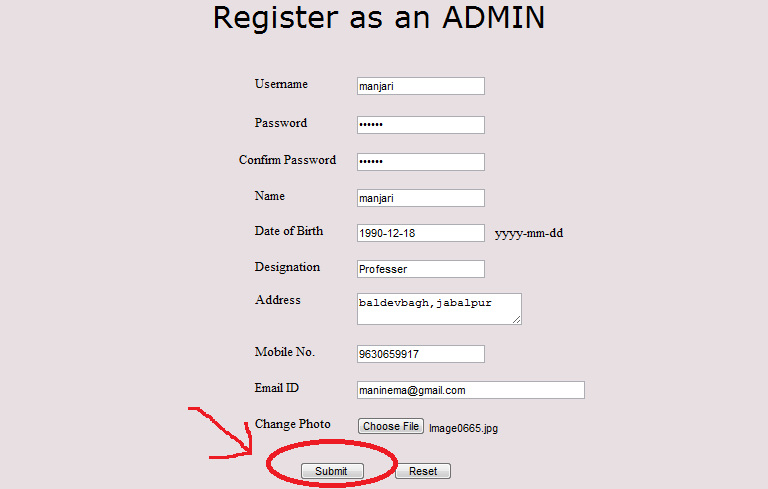 Register as an ADMIN
Username manjari
Password ••••••
Confirm Password ••••••
Name manjari
Date of Birth 1990-12-18 yyyy-mm-dd
Designation Professer
Address baldevbagh,jabalpur
Mobile No. 9630659917
Email ID maninema@gmail.com
Change Photo Choose File Image0665.jpg
Submit Reset